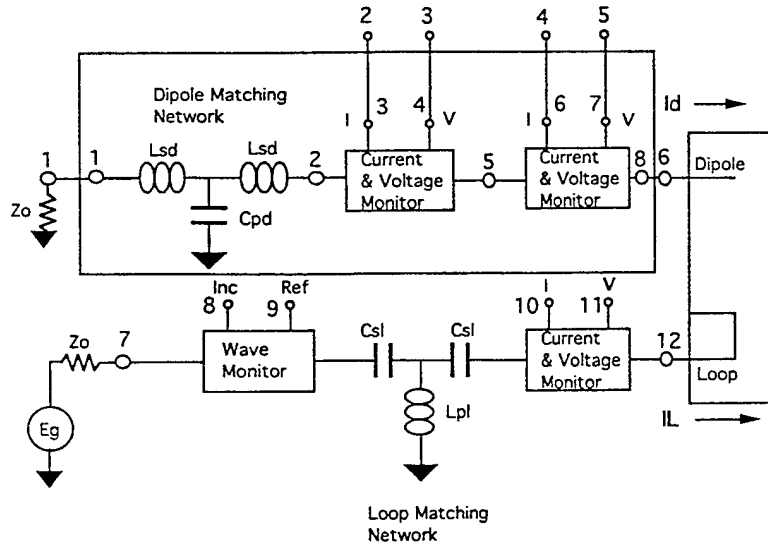 2 3 4 5
Dipole Matching
Network
I 3 4 V I 6 7 V
Id
1 1 Lsd Lsd 2
Current
& Voltage
Monitor
5
Current
& Voltage
Monitor
8 6
Dipole
Zo
Cpd
Inc Ref
8 9
I V
10 11
Zo 7
Wave
Monitor
Csl Csl
Current
& Voltage
Monitor
12
Loop
Eg
Lpl
IL
Loop Matching
Network